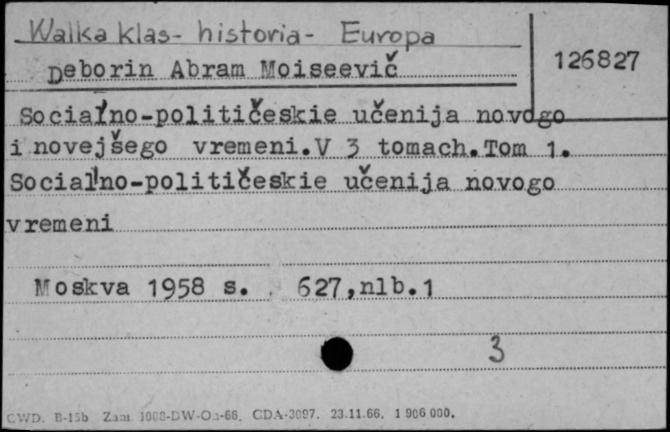 Walka klas - historia - Europa
126827
Deborin Abram Moiseevič
Socialno-političeskie učenija novogo
i novejšego vremeni.V 3 tomach.Tom 1.
Socialno-političeskie učenija novogo
vremeni
Moskva 1958 s. 627,nlb.1
3
CWD. B-15b Zam. DW- -66. CDA-3097. 23.11.66. 1 906 000.